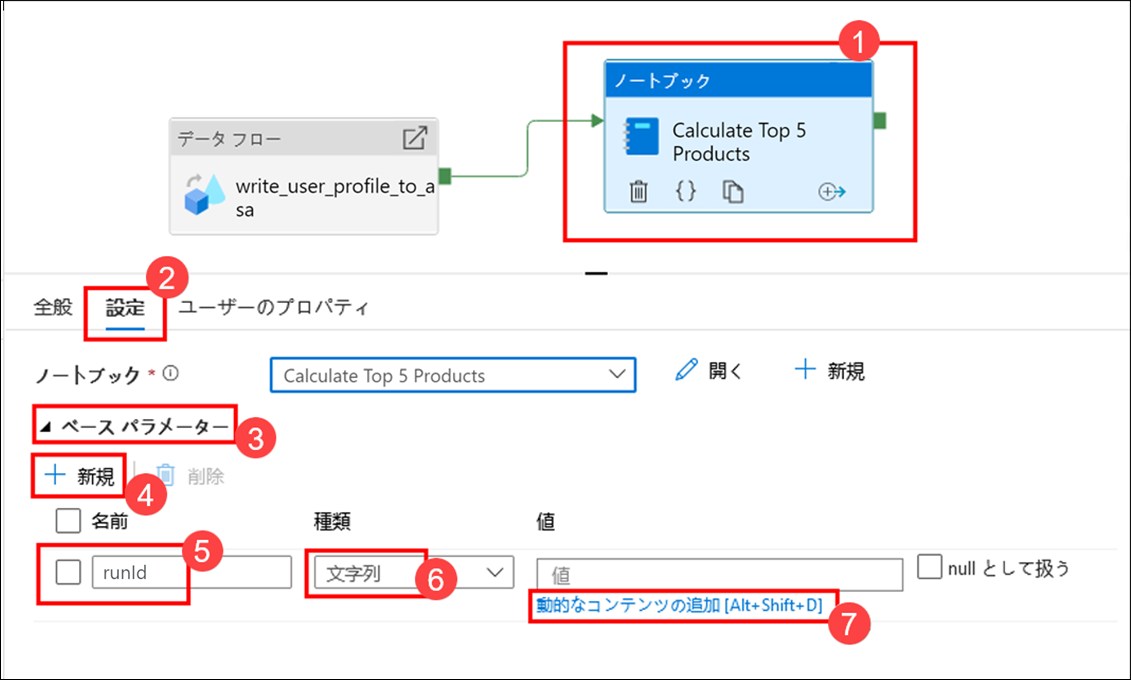 1
ノートブック
Calculate Top 5
Products
データ フロー
write_user_profile_to_a
sa
2
全般 設定 ユーザーのプロパティ
ノートブック * Calculate Top 5 Products 開く 新規
ベース パラメーター 3
新規 削除 4
名前 種類 値
5
runId 文字列 6 値 null として扱う
動的なコンテンツの追加 [Alt+Shift+D] 7